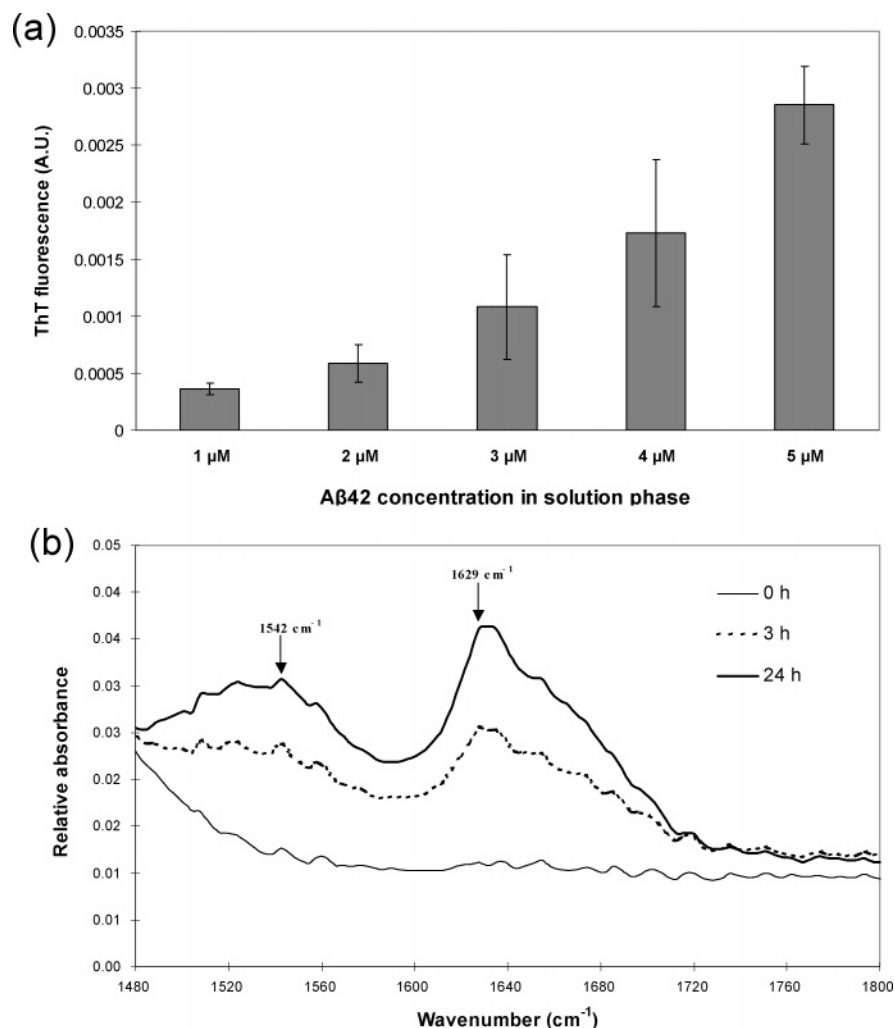 (a)
0.0035
0.003
0.0025
0.002
0.0015
0.001
0.0005
0
ThT fluorescence (A.U.)
1 µM 2 µM 3 µM 4 µM 5 µM
Aβ42 concentration in solution phase
(b)
0.05
0.04
0.04
0.03
0.03
0.02
0.02
0.01
0.01
0.00
Relative absorbance
1542 cm⁻¹
1629 cm⁻¹
0 h
3 h
24 h
1480 1520 1560 1600 1640 1680 1720 1760 1800
Wavenumber (cm⁻¹)